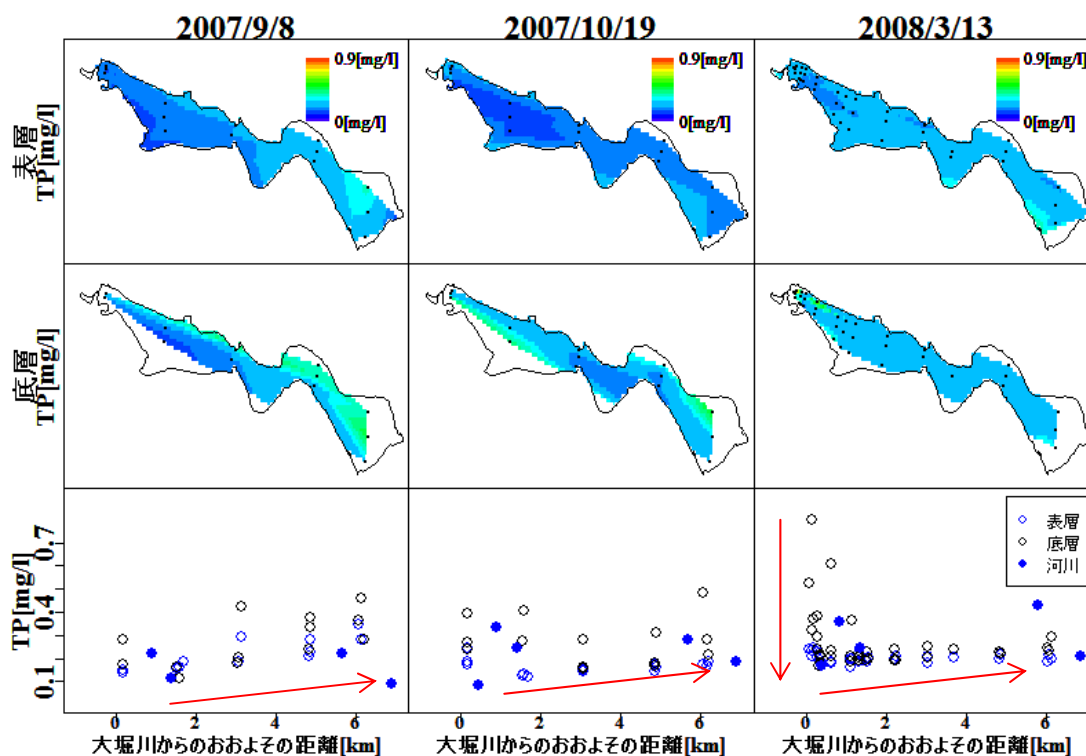 2007/9/8 2007/10/19 2008/3/13
表層
TP[mg/l]
0.9[mg/l]
0[mg/l]
0.9[mg/l]
0[mg/l]
0.9[mg/l]
0[mg/l]
底層
TP[mg/l]
TP[mg/l]
0.7
0.4
0.1
表層
底層
河川
0 2 4 6 0 2 4 6 0 2 4 6
大堀川からのおおよその距離[km] 大堀川からのおおよその距離[km] 大堀川からのおおよその距離[km]